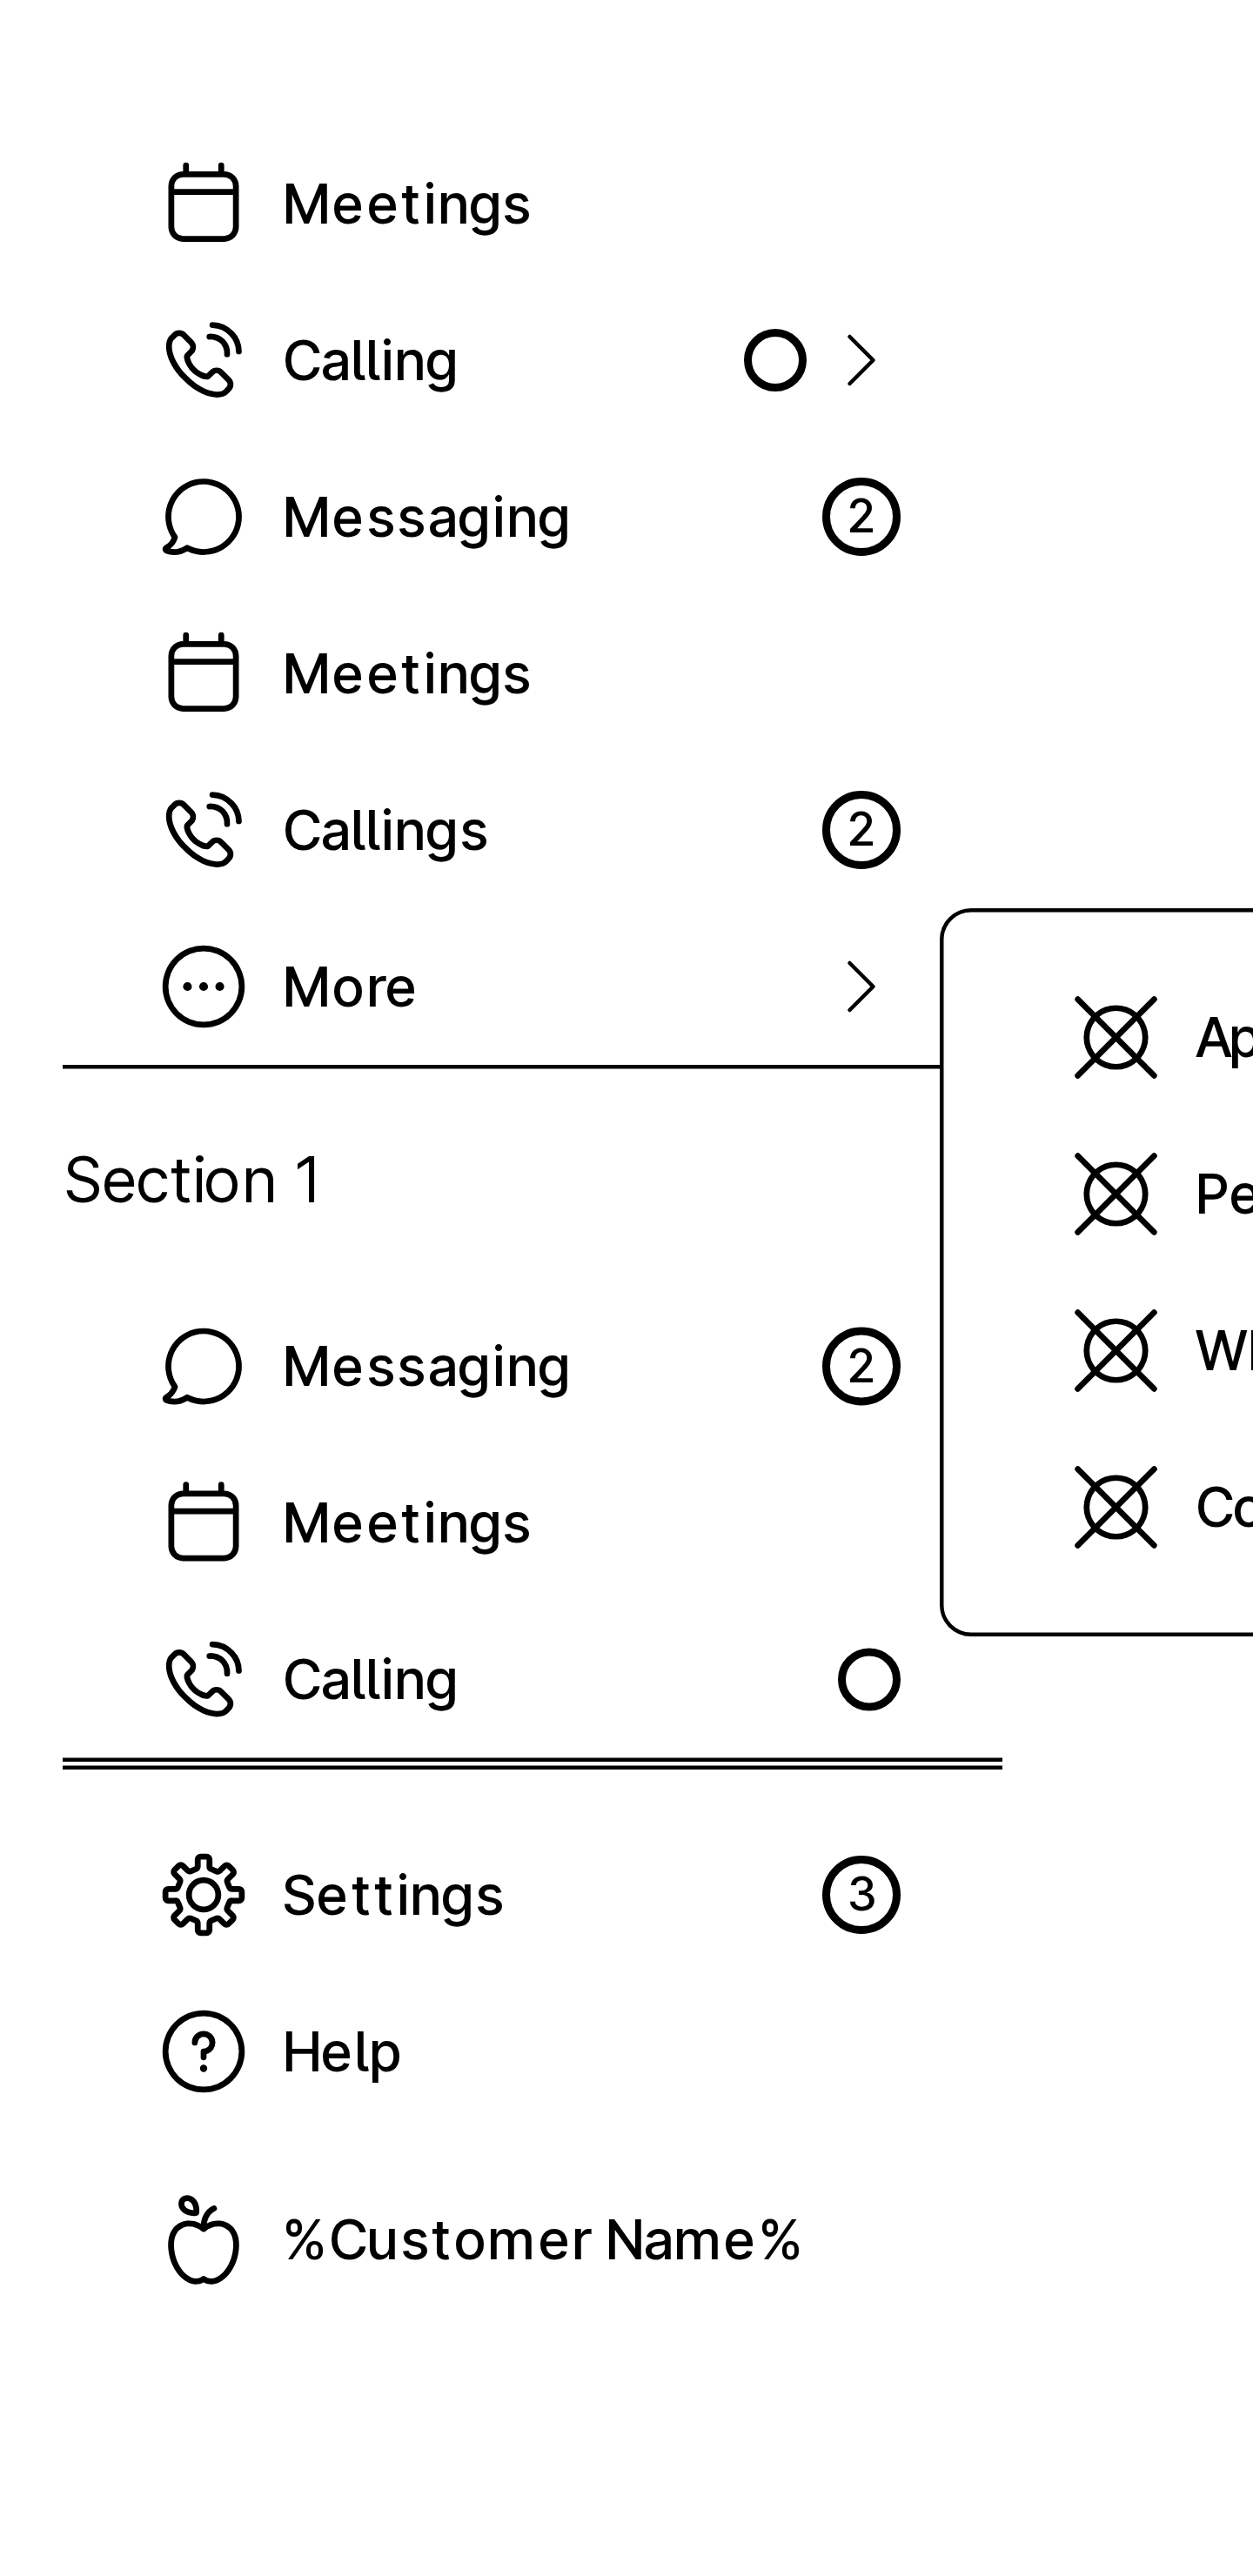 Meetings
Calling
Messaging 2
Meetings
Callings 2
More
Section 1
Messaging 2
Meetings
Calling
Settings 3
Help
%Customer Name%